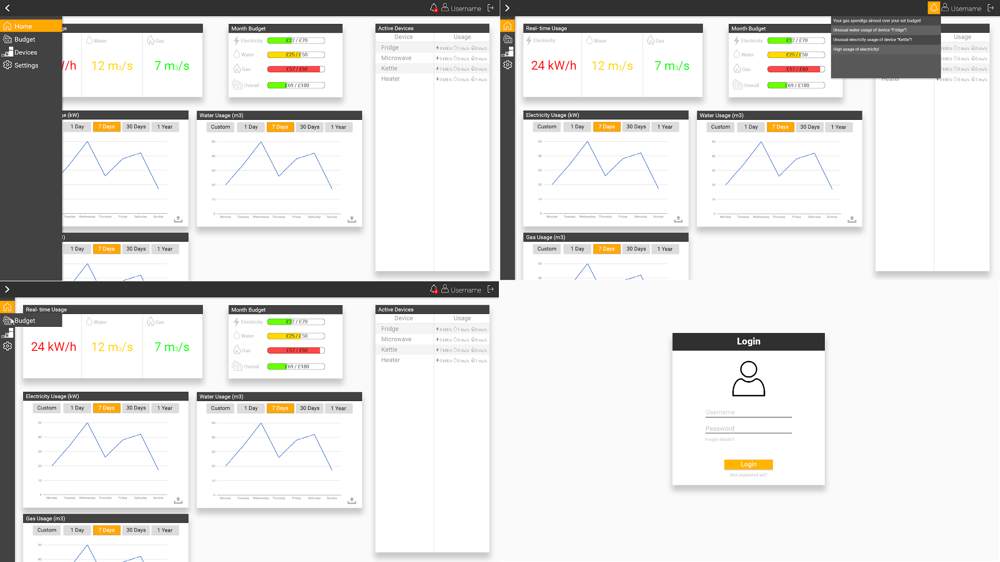 Username
Home
Budget
Devices
Settings
ge
Water
Gas
/h
12 m3/s
7 m3/s
Month Budget
Electricity £32 / £70
Water £25 / £50
Gas £57 / £60
Overall £69 / £180
Active Devices
Device Usage
Fridge 4 kW/s 1 m3/s 0 m3/s
Microwave 9 kW/s 0 m3/s 0 m3/s
Kettle 7 kW/s 0 m3/s 0 m3/s
Heater 0 kW/s 0 m3/s 1 m3/s
ge (kW)
1 Day 7 Days 30 Days 1 Year
Tuesday Wednesday Thursday Friday Satruday Sunday
Water Usage (m3)
Custom 1 Day 7 Days 30 Days 1 Year
50
40
30
20
10
0
Monday Tuesday Wednesday Thursday Friday Satruday Sunday
3)
1 Day 7 Days 30 Days 1 Year
1
Username
Your gas spendigs almost over your set budget!
Unusual water usage of device “Fridge”!
Unusual elecricity usage of device “Kettle”!
High usage of electricity!
Real- time Usage
Electricity
Water
Gas
24 kW/h
12 m3/s
7 m3/s
Month Budget
Electricity £32 / £70
Water £25 / £50
Gas £57 / £60
Overall £69 / £180
Usage
kW/s 1 m3/s 0 m3/s
kW/s 0 m3/s 0 m3/s
kW/s 0 m3/s 0 m3/s
Heater 0 kW/s 0 m3/s 1 m3/s
Electricity Usage (kW)
Custom 1 Day 7 Days 30 Days 1 Year
50
40
30
20
10
0
Monday Tuesday Wednesday Thursday Friday Satruday Sunday
Water Usage (m3)
Custom 1 Day 7 Days 30 Days 1 Year
50
40
30
20
10
0
Monday Tuesday Wednesday Thursday Friday Satruday Sunday
Gas Usage (m3)
Custom 1 Day 7 Days 30 Days 1 Year
50
40
1
Username
Budget
Real- time Usage
Water
Gas
24 kW/h
12 m3/s
7 m3/s
Month Budget
Electricity £32 / £70
Water £25 / £50
Gas £57 / £60
Overall £69 / £180
Active Devices
Device Usage
Fridge 4 kW/s 1 m3/s 0 m3/s
Microwave 9 kW/s 0 m3/s 0 m3/s
Kettle 7 kW/s 0 m3/s 0 m3/s
Heater 0 kW/s 0 m3/s 1 m3/s
Electricity Usage (kW)
Custom 1 Day 7 Days 30 Days 1 Year
50
40
30
20
10
0
Monday Tuesday Wednesday Thursday Friday Satruday Sunday
Water Usage (m3)
Custom 1 Day 7 Days 30 Days 1 Year
50
40
30
20
10
0
Monday Tuesday Wednesday Thursday Friday Satruday Sunday
Gas Usage (m3)
Custom 1 Day 7 Days 30 Days 1 Year
50
40
Login
Username
Password
Forgot details?
Login
Not registered yet?